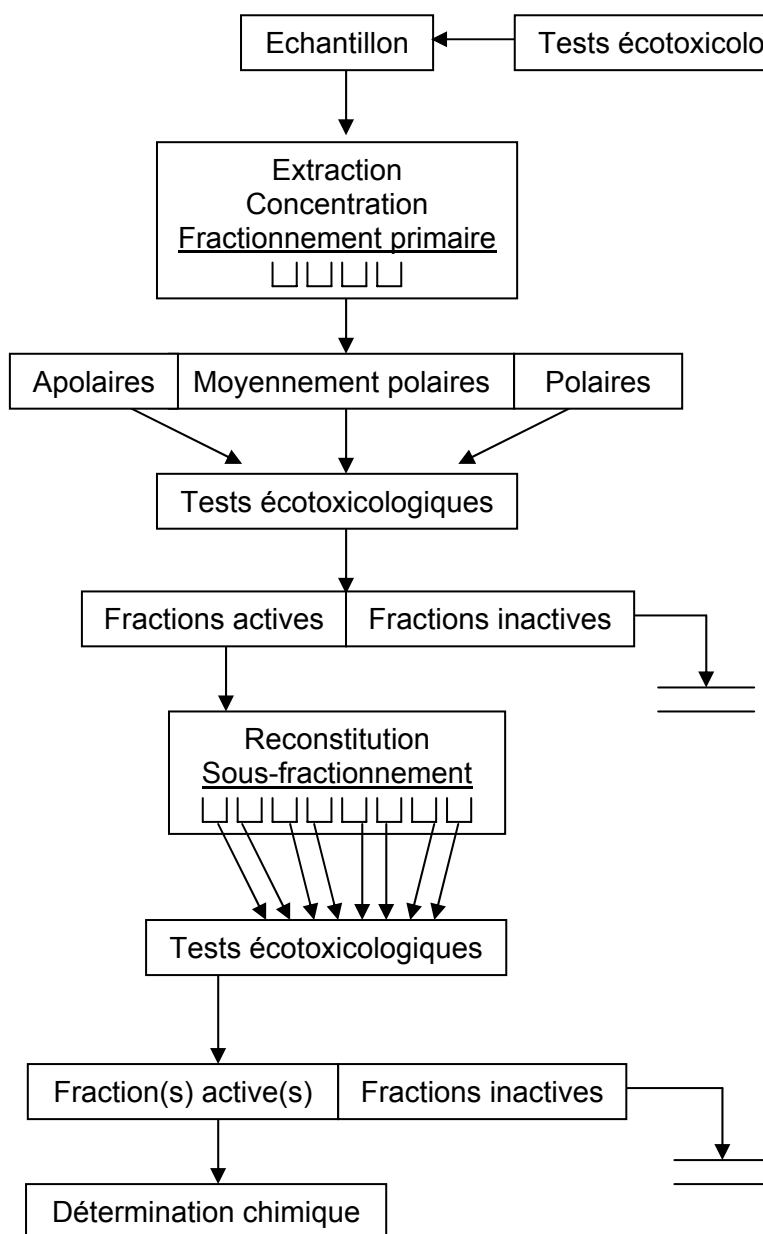 Echantillon
Tests écotoxicolo
Extraction
Concentration
Fractionnement primaire
Apolaires
Moyennement polaires
Polaires
Tests écotoxicologiques
Fractions actives
Fractions inactives
Reconstitution
Sous-fractionnement
Tests écotoxicologiques
Fraction(s) active(s)
Fractions inactives
Détermination chimique